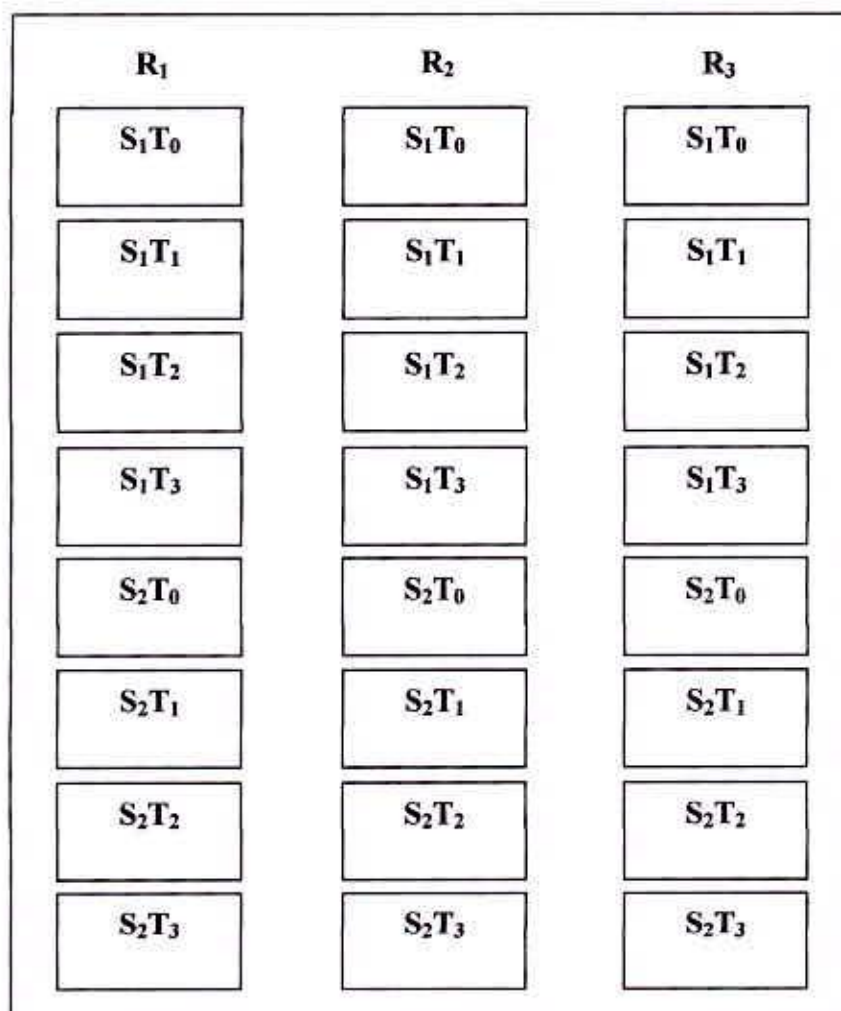 R₁ R₂ R₃
S₁T₀ S₁T₀ S₁T₀
S₁T₁ S₁T₁ S₁T₁
S₁T₂ S₁T₂ S₁T₂
S₁T₃ S₁T₃ S₁T₃
S₂T₀ S₂T₀ S₂T₀
S₂T₁ S₂T₁ S₂T₁
S₂T₂ S₂T₂ S₂T₂
S₂T₃ S₂T₃ S₂T₃